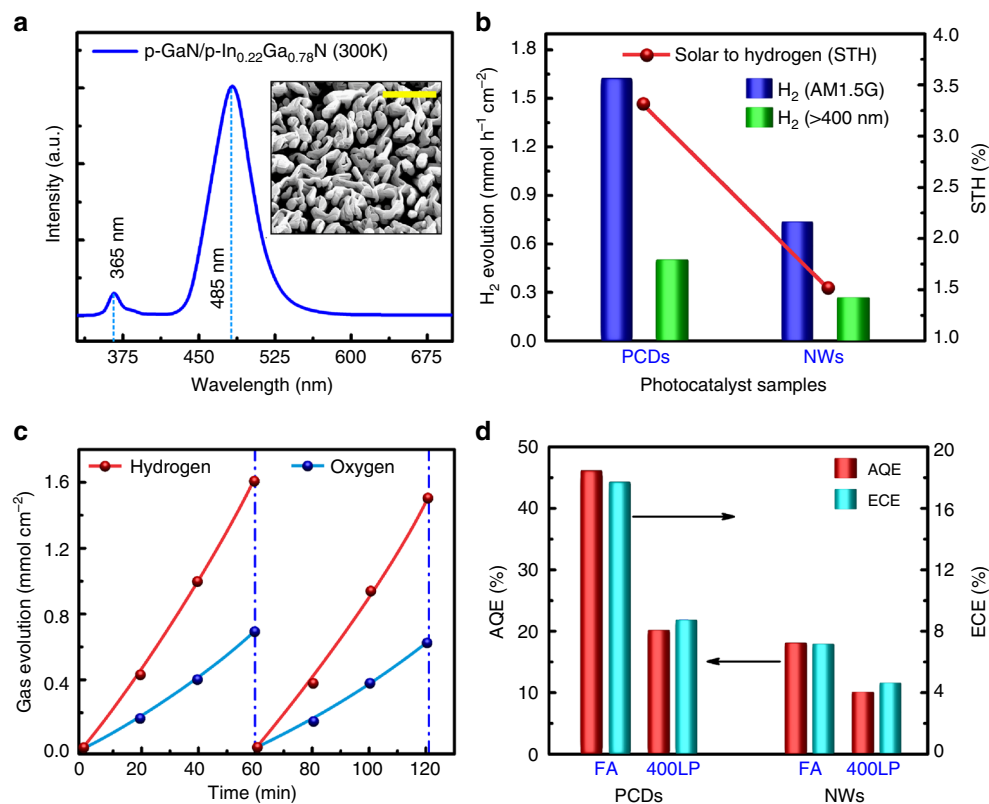 a
p-GaN/p-In0.22Ga0.78N (300K)
Intensity (a.u.)
365 nm
485 nm
375 450 525 600 675
Wavelength (nm)
b
1.8
1.5
1.2
0.9
0.6
0.3
0.0
H2 evolution (mmol h−1 cm−2)
Solar to hydrogen (STH)
H2 (AM1.5G)
H2 (>400 nm)
4.0
3.5
3.0
2.5
2.0
1.5
1.0
STH (%)
PCDs NWs
Photocatalyst samples
c
Hydrogen Oxygen
1.6
1.2
0.8
0.4
0.0
Gas evolution (mmol cm−2)
0 20 40 60 80 100 120
Time (min)
d
50
40
30
20
10
0
AQE (%)
AQE
ECE
20
16
12
8
4
0
ECE (%)
FA 400LP FA 400LP
PCDs NWs